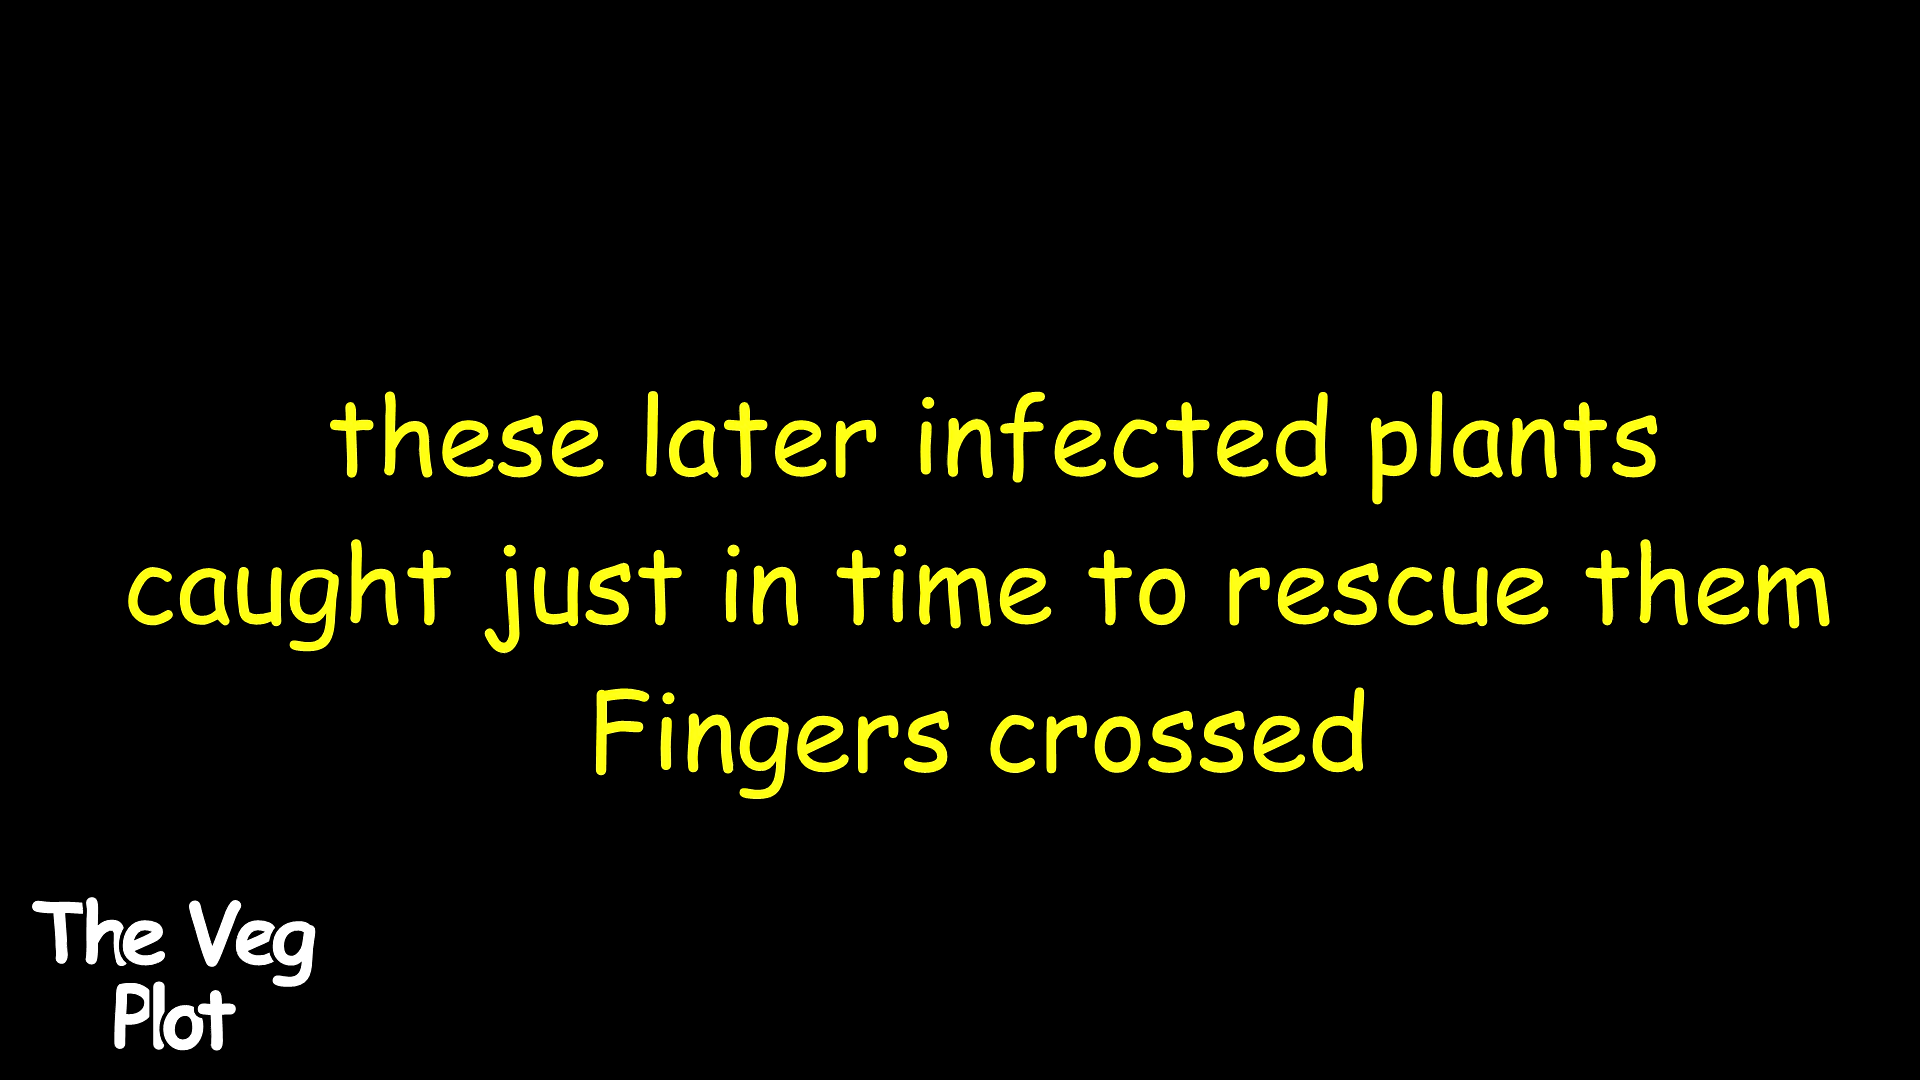 these later infected plants
caught just in time to rescue them
Fingers crossed
The Veg
Plot